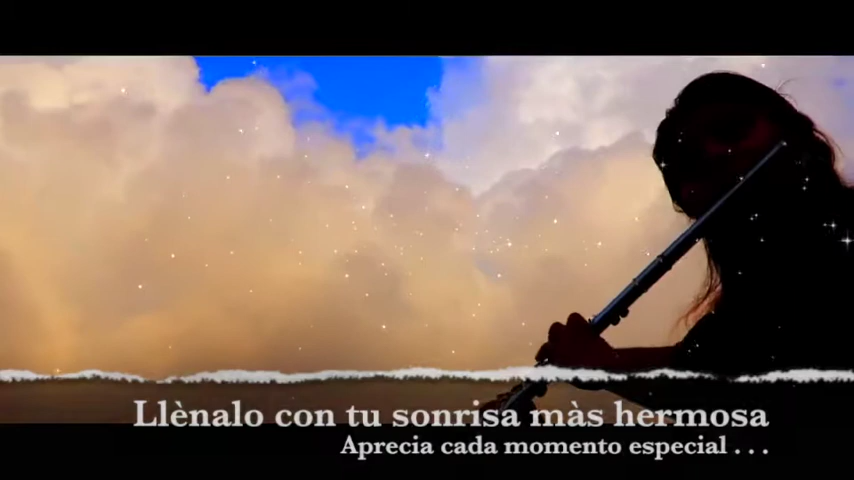 Llènalo con tu sonrisa màs hermosa
Aprecia cada momento especial . . .